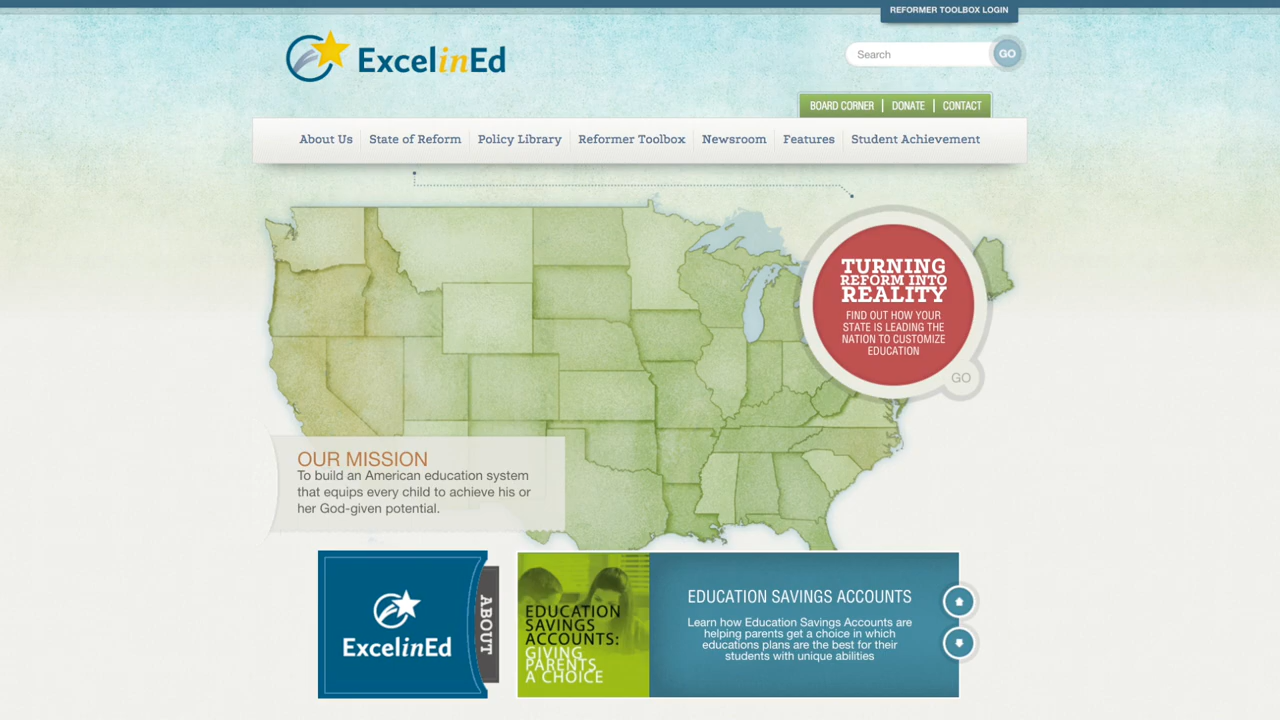 REFORMER TOOLBOX LOGIN
ExcelinEd
Search
GO
BOARD CORNER
DONATE
CONTACT
About Us
State of Reform
Policy Library
Reformer Toolbox
Newsroom
Features
Student Achievement
TURNING
REFORM INTO
REALITY
FIND OUT HOW YOUR
STATE IS LEADING THE
NATION TO CUSTOMIZE
EDUCATION
GO
OUR MISSION
To build an American education system
that equips every child to achieve his or
her God-given potential.
ExcelinEd
ABOUT
EDUCATION
SAVINGS
ACCOUNTS:
GIVING
PARENTS
A CHOICE
EDUCATION SAVINGS ACCOUNTS
Learn how Education Savings Accounts are
helping parents get a choice in which
educations plans are the best for their
students with unique abilities